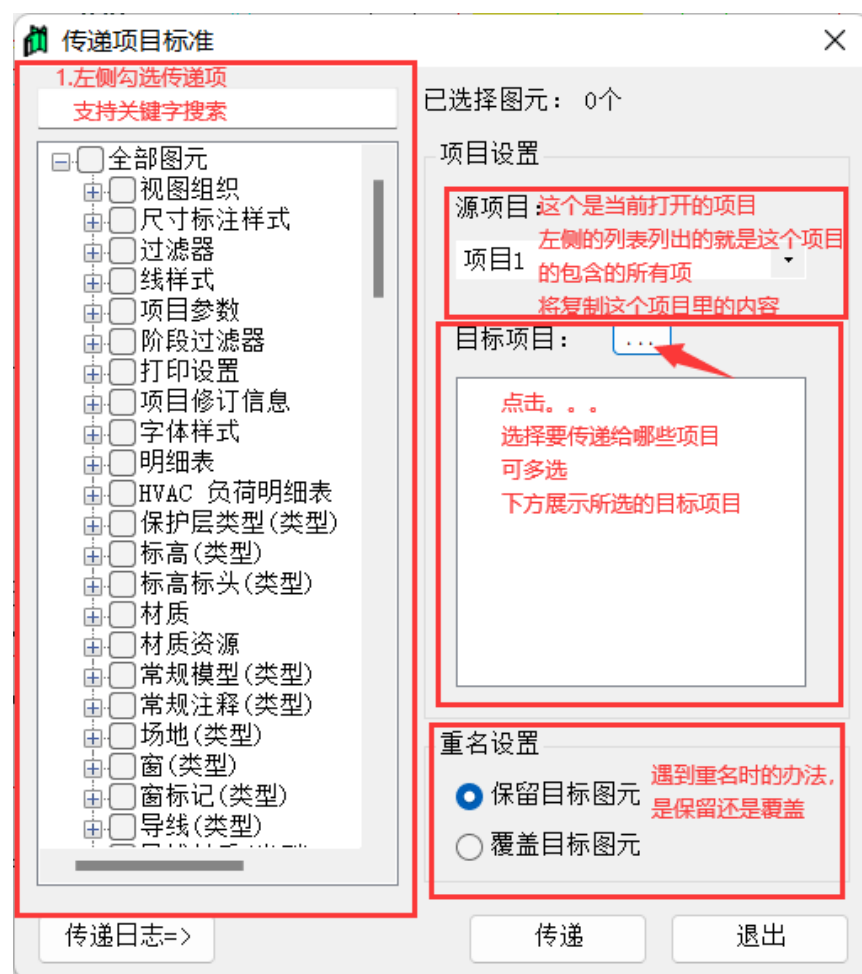 传递项目标准
1.左侧勾选传递项
支持关键字搜索
全部图元
视图组织
尺寸标注样式
过滤器
线样式
项目参数
阶段过滤器
打印设置
项目修订信息
字体样式
明细表
HVAC 负荷明细表
保护层类型(类型)
标高(类型)
标高标头(类型)
材质
材质资源
常规模型(类型)
常规注释(类型)
场地(类型)
窗(类型)
窗标记(类型)
导线(类型)
已选择图元： 0个
项目设置
源项目:这个是当前打开的项目
左侧的列表列出的就是这个项目
项目1
的包含的所有项
将复制这个项目里的内容
目标项目： ...
点击。。。
选择要传递给哪些项目
可多选
下方展示所选的目标项目
重名设置
保留目标图元
遇到重名时的办法,
是保留还是覆盖
覆盖目标图元
传递日志=>
传递
退出